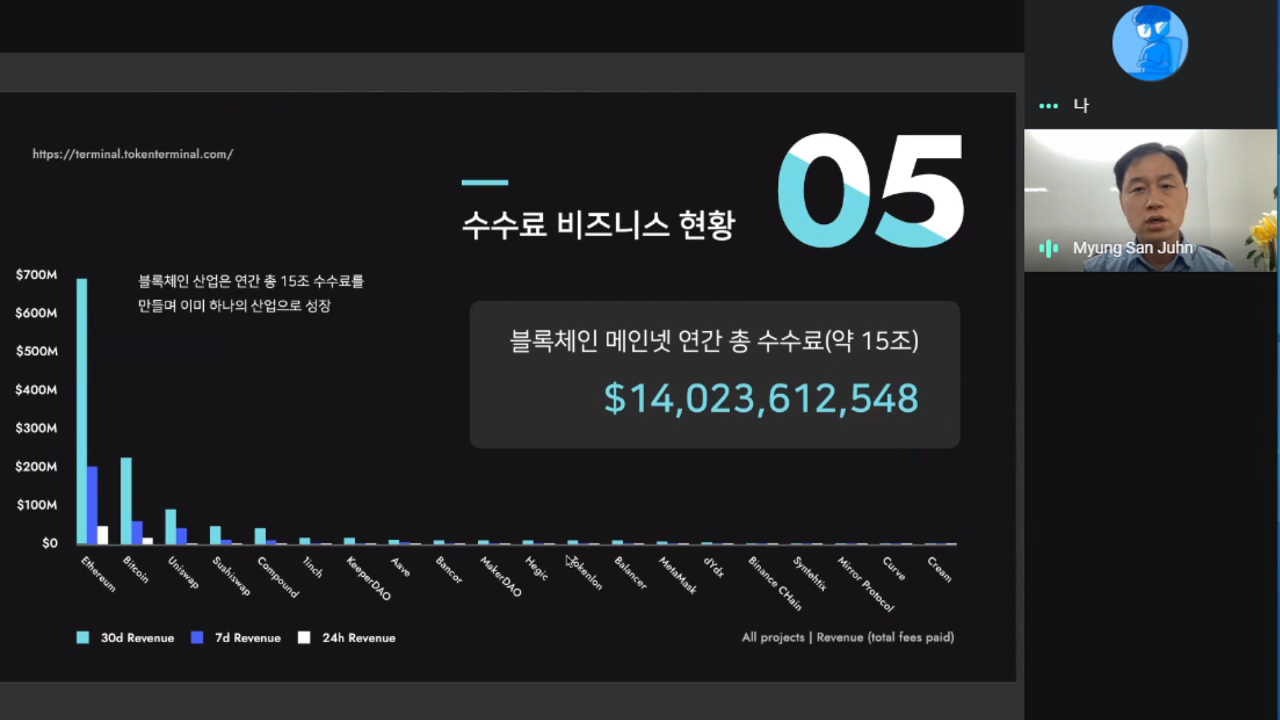 https://terminal.tokenterminal.com/
05
수수료 비즈니스 현황
블록체인 산업은 연간 총 15조 수수료를
만들며 이미 하나의 산업으로 성장
블록체인 메인넷 연간 총 수수료(약 15조)
$14,023,612,548
$700M
$600M
$500M
$400M
$300M
$200M
$100M
$0
Ethereum
Bitcoin
Uniswap
Sushiswap
Compound
1inch
KeeperDAO
Aave
Bancor
MakerDAO
Hegic
Tokenlon
Balancer
MetaMask
dYdx
Binance CHain
Syntehtix
Mirror Protocol
Curve
Cream
30d Revenue
7d Revenue
24h Revenue
All projects | Revenue (total fees paid)
나
Myung San Juhn